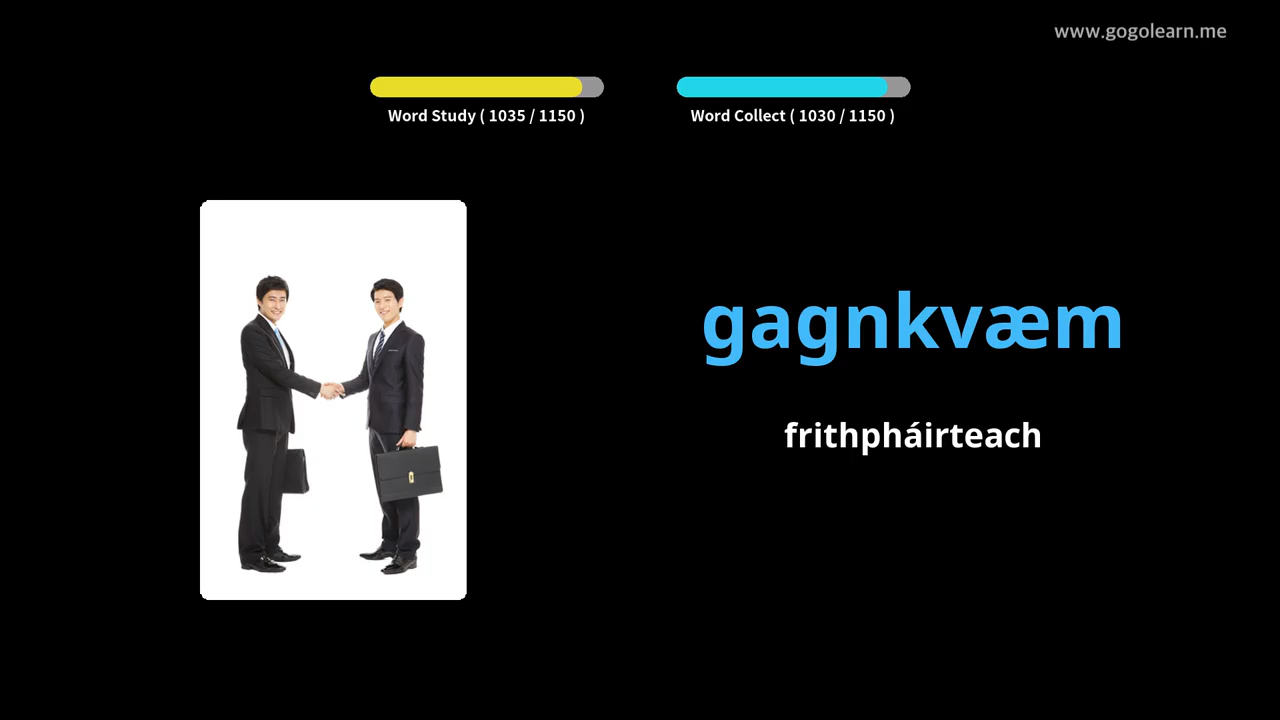 www.gogolearn.me
Word Study ( 1035 / 1150 )
Word Collect ( 1030 / 1150 )
gagnkvæm
frithpháirteach